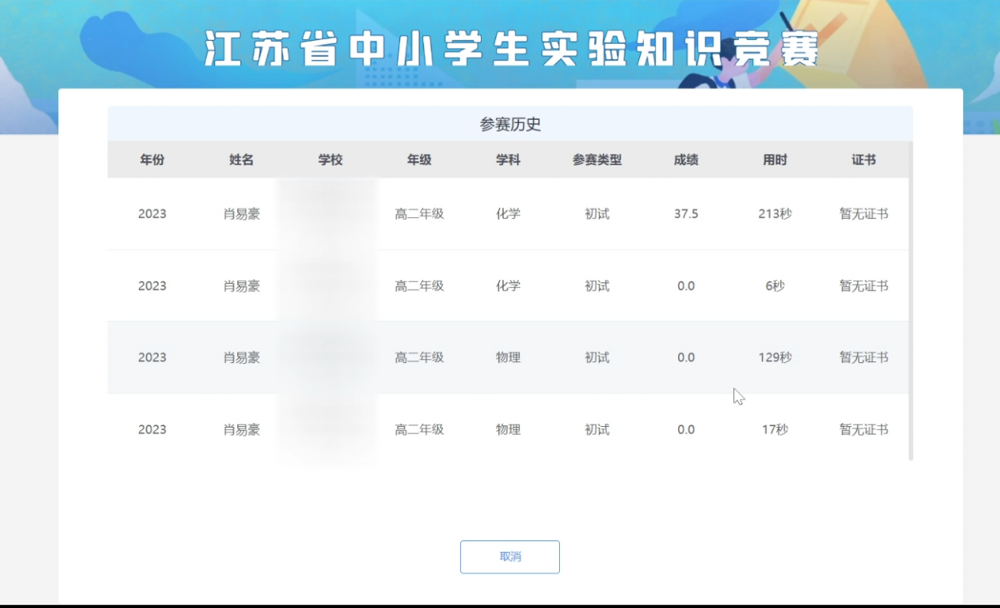 江苏省中小学生实验知识竞赛
参赛历史
年份 姓名 学校 年级 学科 参赛类型 成绩 用时 证书
2023 肖易豪 高二年级 化学 初试 37.5 213秒 暂无证书
2023 肖易豪 高二年级 化学 初试 0.0 6秒 暂无证书
2023 肖易豪 高二年级 物理 初试 0.0 129秒 暂无证书
2023 肖易豪 高二年级 物理 初试 0.0 17秒 暂无证书
取消